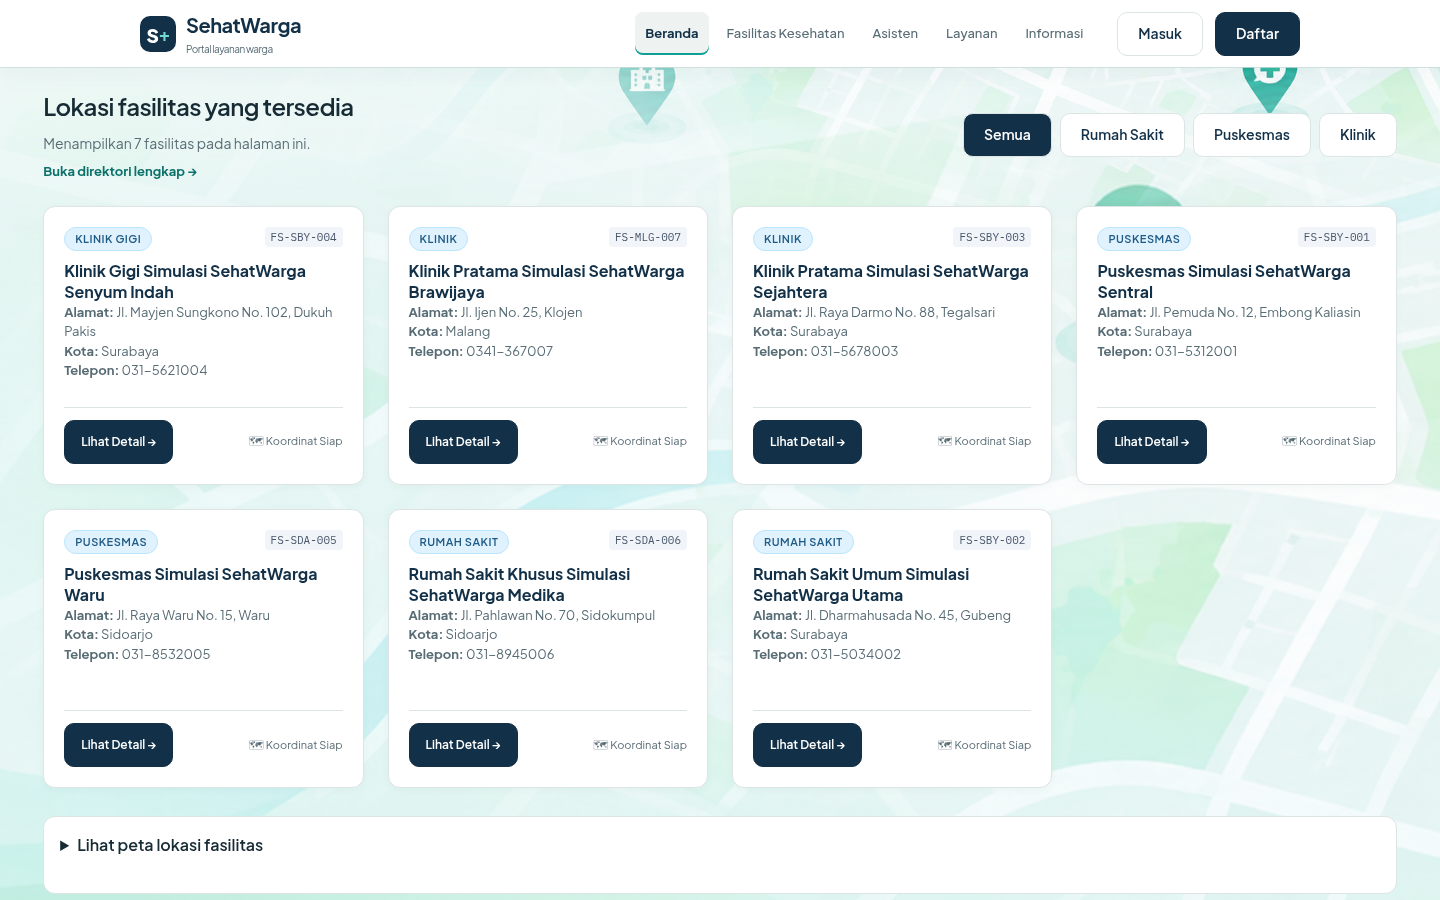 S+
SehatWarga
Portal layanan warga
Beranda
Fasilitas Kesehatan
Asisten
Layanan
Informasi
Masuk
Daftar
Lokasi fasilitas yang tersedia
Menampilkan 7 fasilitas pada halaman ini.
Buka direktori lengkap →
Semua
Rumah Sakit
Puskesmas
Klinik
KLINIK GIGI
FS-SBY-004
Klinik Gigi Simulasi SehatWarga
Senyum Indah
Alamat: Jl. Mayjen Sungkono No. 102, Dukuh
Pakis
Kota: Surabaya
Telepon: 031-5621004
Lihat Detail →
Koordinat Siap
KLINIK
FS-MLG-007
Klinik Pratama Simulasi SehatWarga
Brawijaya
Alamat: Jl. Ijen No. 25, Klojen
Kota: Malang
Telepon: 0341-367007
Lihat Detail →
Koordinat Siap
KLINIK
FS-SBY-003
Klinik Pratama Simulasi SehatWarga
Sejahtera
Alamat: Jl. Raya Darmo No. 88, Tegalsari
Kota: Surabaya
Telepon: 031-5678003
Lihat Detail →
Koordinat Siap
PUSKESMAS
FS-SBY-001
Puskesmas Simulasi SehatWarga
Sentral
Alamat: Jl. Pemuda No. 12, Embong Kaliasin
Kota: Surabaya
Telepon: 031-5312001
Lihat Detail →
Koordinat Siap
PUSKESMAS
FS-SDA-005
Puskesmas Simulasi SehatWarga
Waru
Alamat: Jl. Raya Waru No. 15, Waru
Kota: Sidoarjo
Telepon: 031-8532005
Lihat Detail →
Koordinat Siap
RUMAH SAKIT
FS-SDA-006
Rumah Sakit Khusus Simulasi
SehatWarga Medika
Alamat: Jl. Pahlawan No. 70, Sidokumpul
Kota: Sidoarjo
Telepon: 031-8945006
Lihat Detail →
Koordinat Siap
RUMAH SAKIT
FS-SBY-002
Rumah Sakit Umum Simulasi
SehatWarga Utama
Alamat: Jl. Dharmahusada No. 45, Gubeng
Kota: Surabaya
Telepon: 031-5034002
Lihat Detail →
Koordinat Siap
Lihat peta lokasi fasilitas